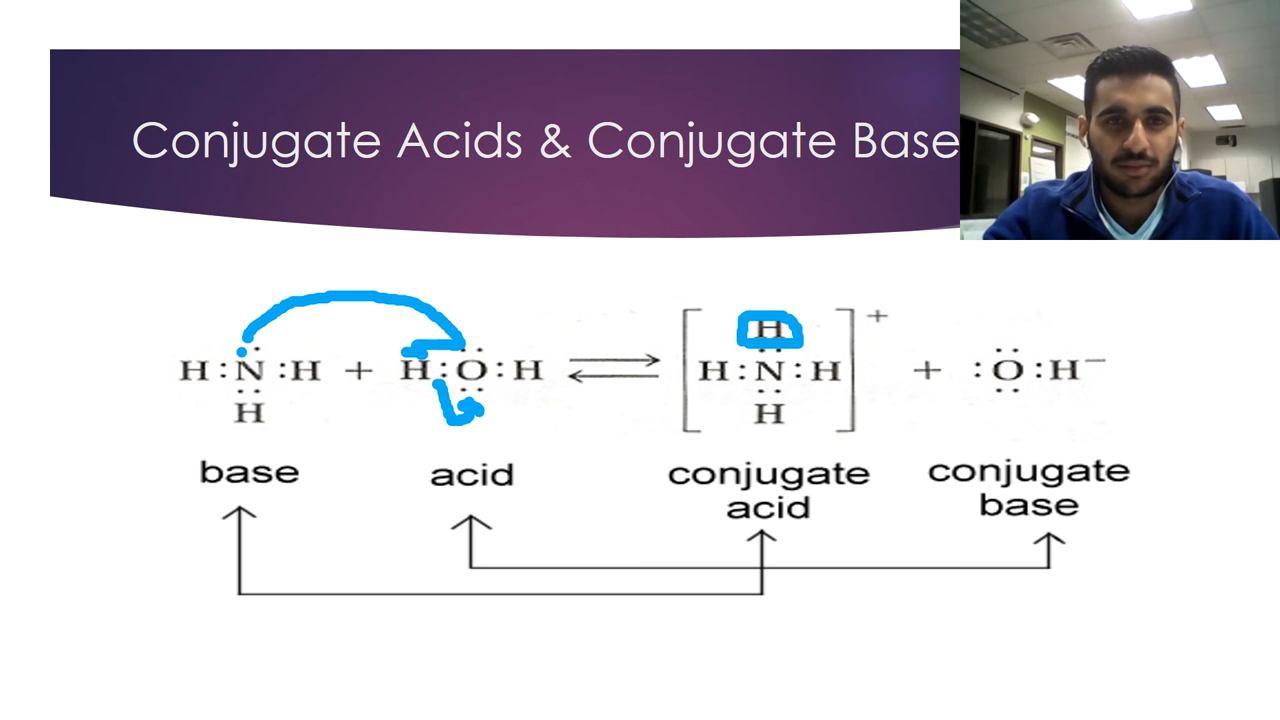 Conjugate Acids & Conjugate Base
H : N : H + H : O : H ⇌ [ H : N : H ]+ + : O : H−
H H H
base acid conjugate acid conjugate base